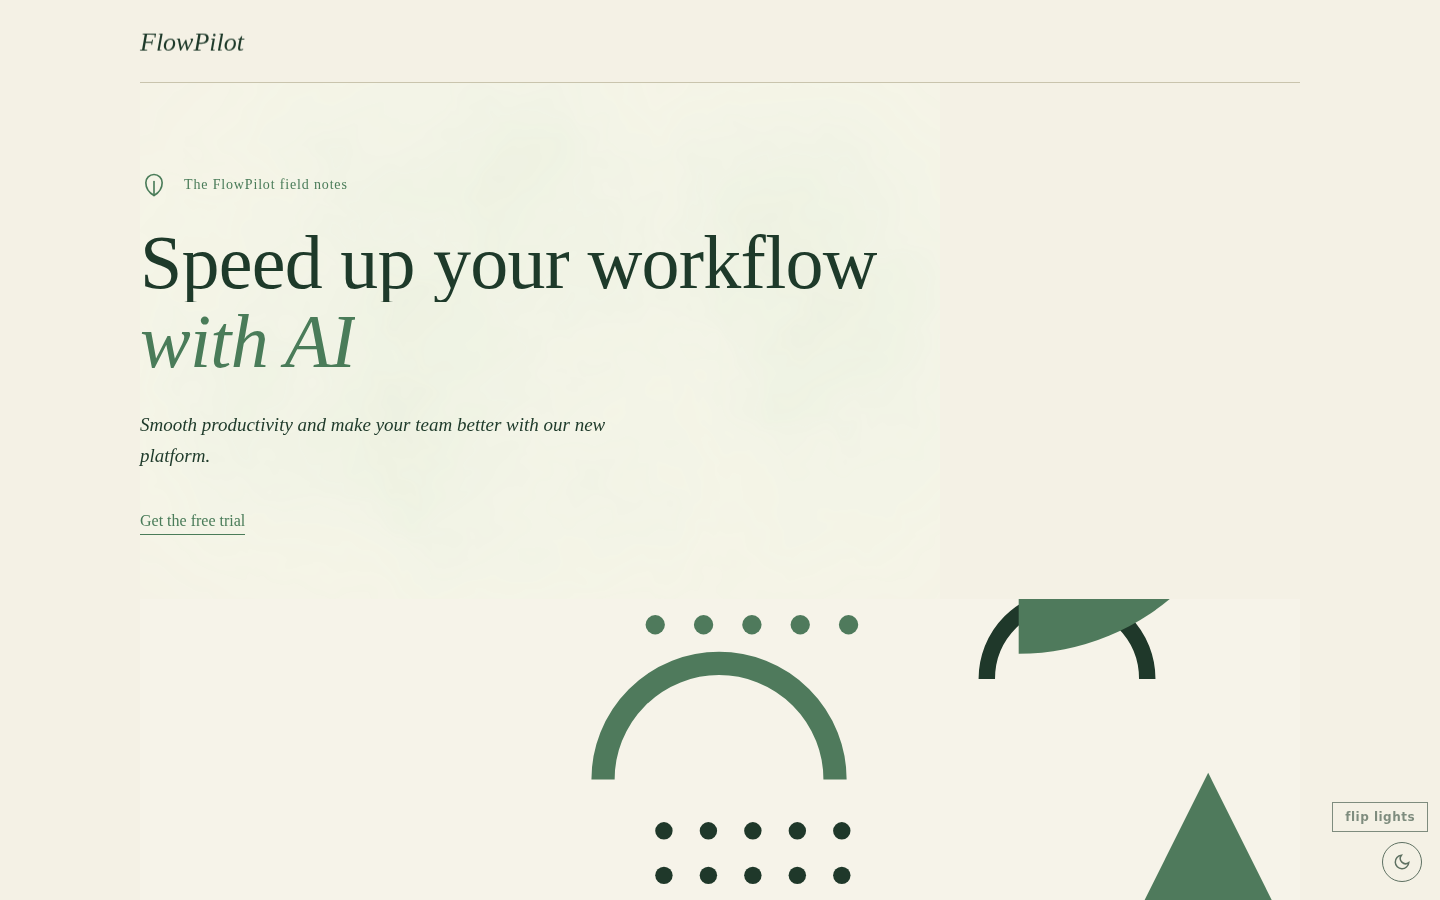 FlowPilot
The FlowPilot field notes
Speed up your workflow
with AI
Smooth productivity and make your team better with our new
platform.
Get the free trial
flip lights